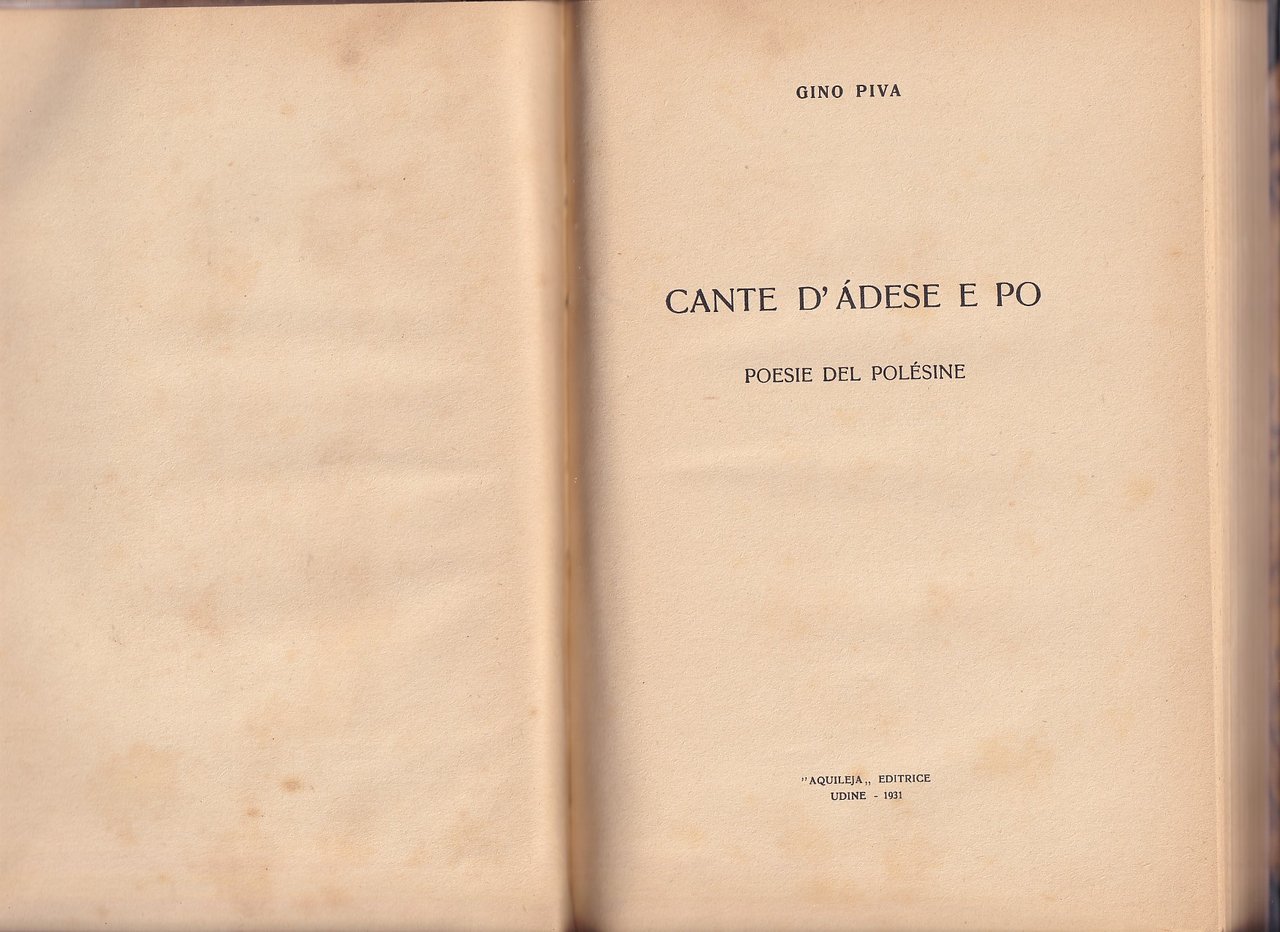 GINO PIVA
CANTE D' ÁDESE E PO
POESIE DEL POLÉSINE
"AQUILEJA„ EDITRICE
UDINE - 1931